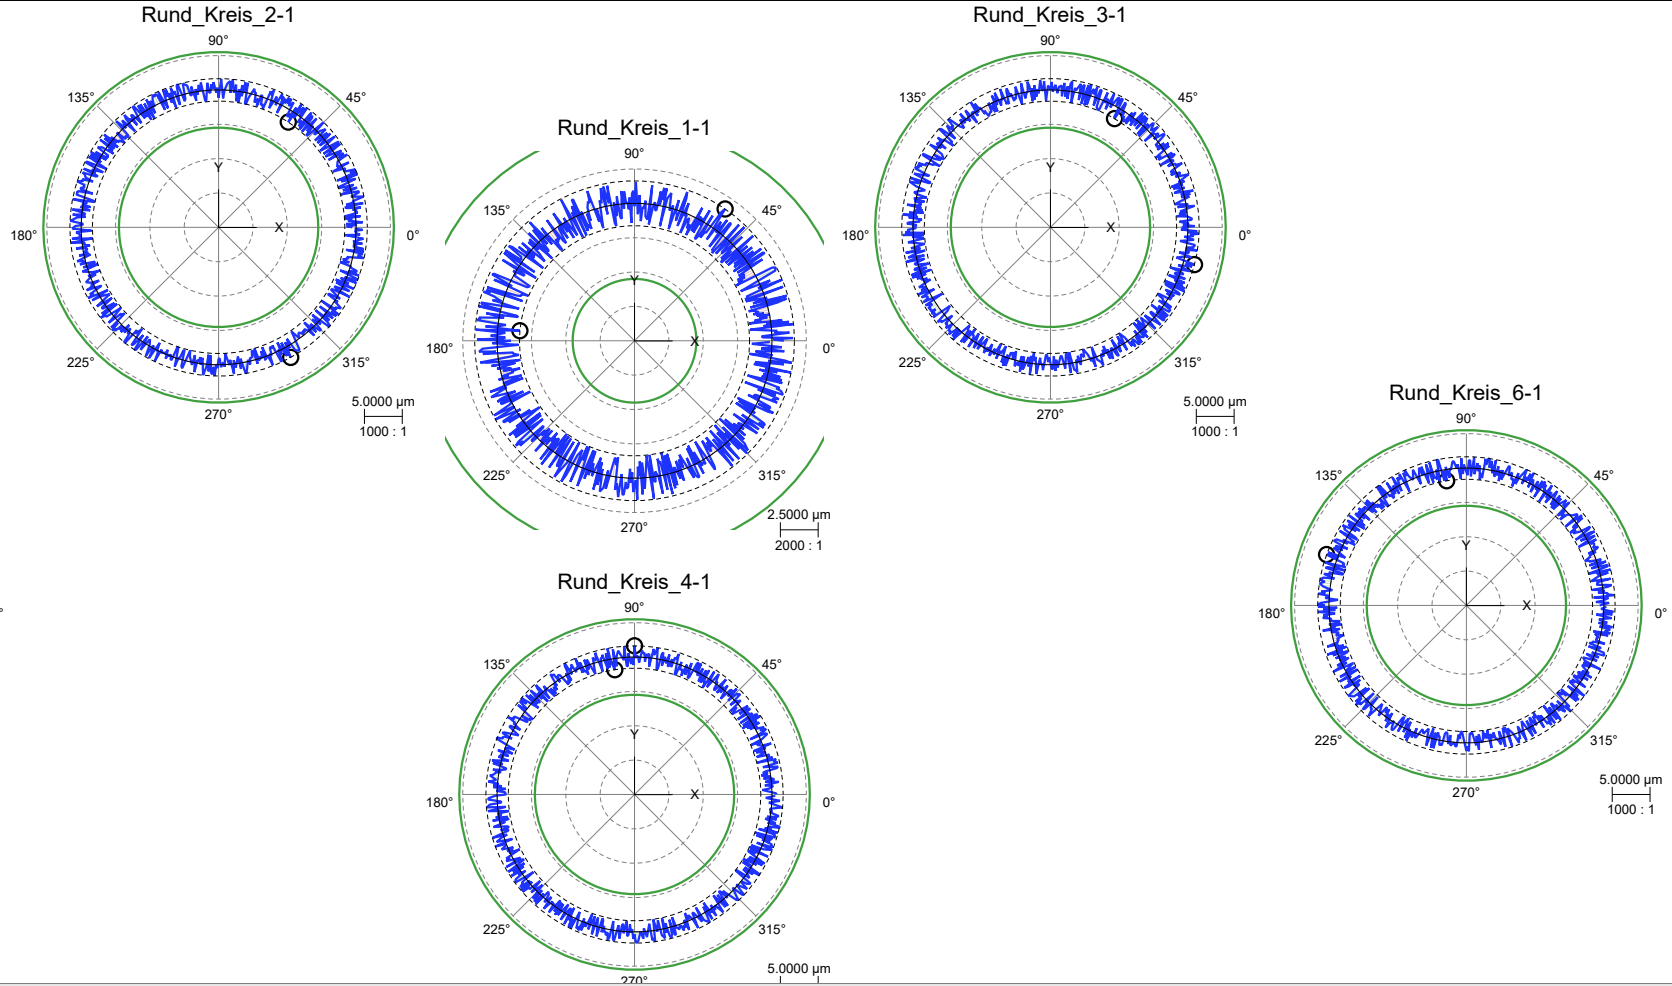 Rund_Kreis_2-1
90°
135°
45°
Y
X
180°
0°
225°
315°
270°
5.0000 µm
1000 : 1
Rund_Kreis_1-1
90°
135°
45°
Y
X
180°
0°
225°
315°
270°
2.5000 µm
2000 : 1
Rund_Kreis_3-1
90°
135°
45°
Y
X
180°
0°
225°
315°
270°
5.0000 µm
1000 : 1
Rund_Kreis_4-1
90°
135°
45°
Y
X
180°
0°
225°
315°
270°
5.0000 µm
Rund_Kreis_6-1
90°
135°
45°
Y
X
180°
0°
225°
315°
270°
5.0000 µm
1000 : 1